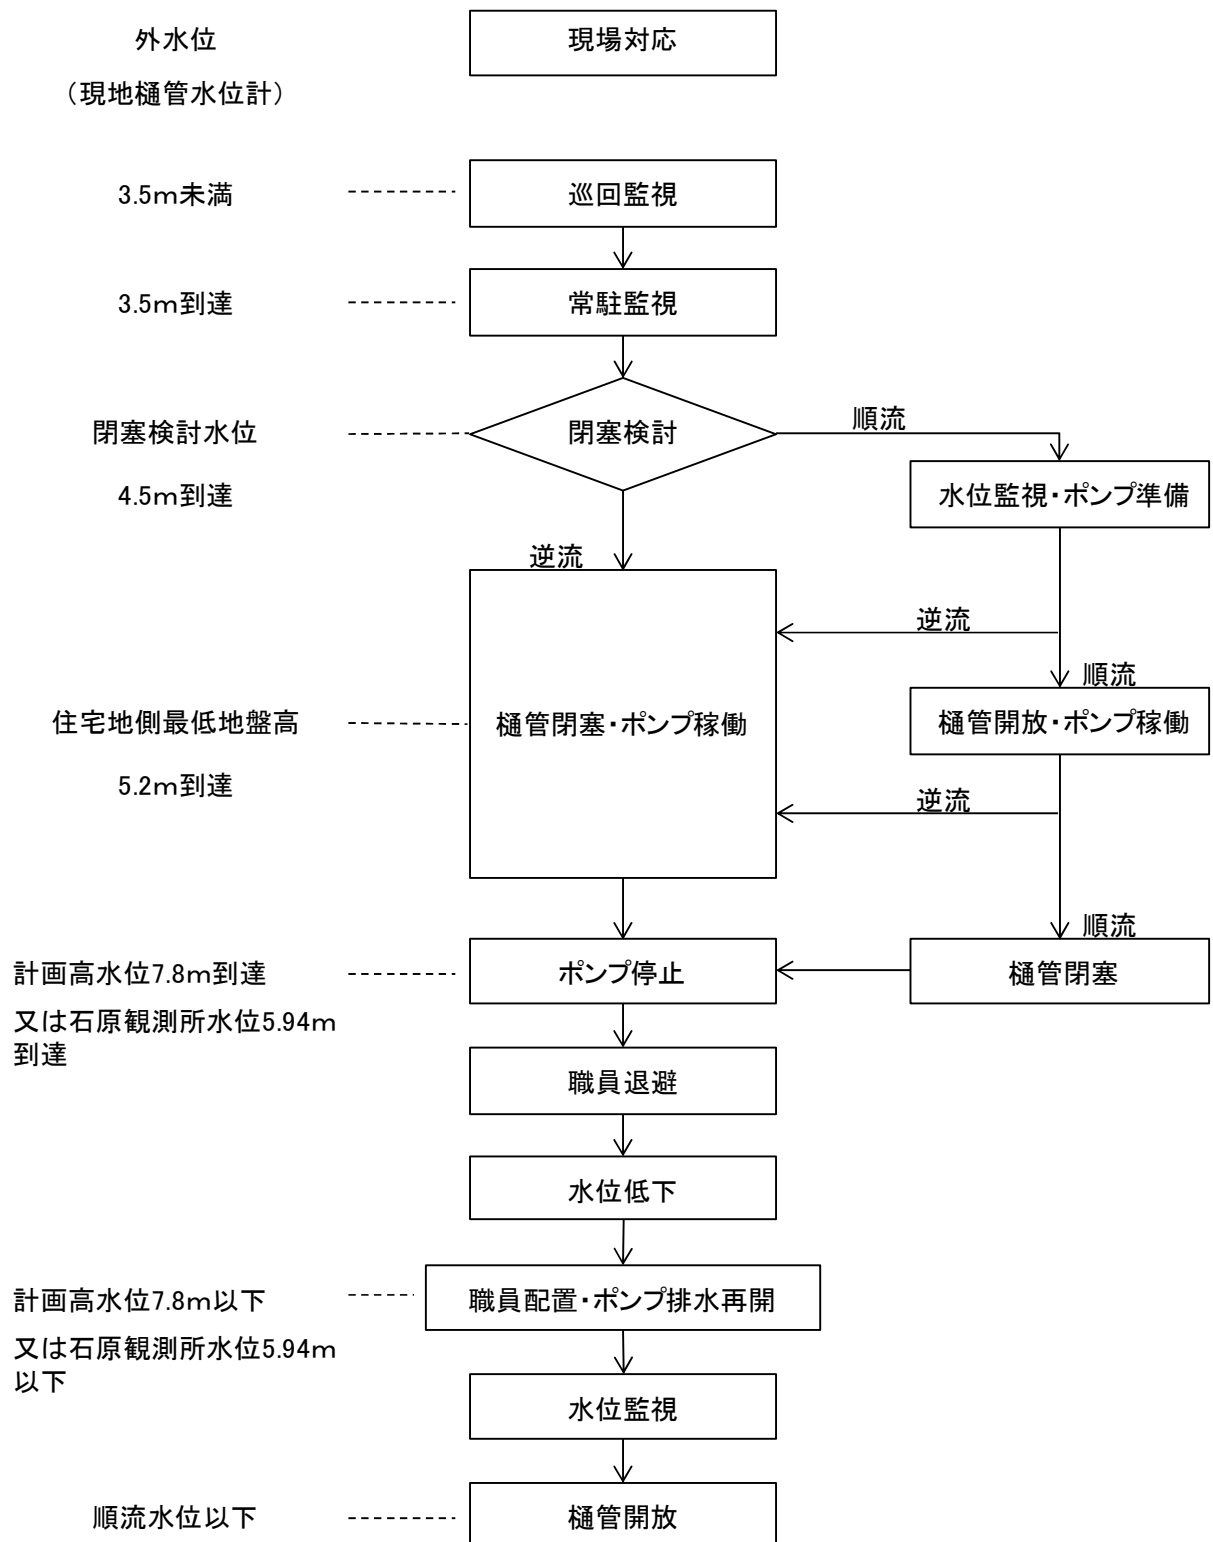 外水位
現場対応
（現地樋管水位計）
3.5m未満
巡回監視
3.5m到達
常駐監視
閉塞検討水位
閉塞検討
順流
4.5m到達
水位監視・ポンプ準備
逆流
逆流
順流
住宅地側最低地盤高
樋管閉塞・ポンプ稼働
樋管開放・ポンプ稼働
5.2m到達
逆流
順流
計画高水位7.8m到達
ポンプ停止
樋管閉塞
又は石原観測所水位5.94m
到達
職員退避
水位低下
計画高水位7.8m以下
職員配置・ポンプ排水再開
又は石原観測所水位5.94m
以下
水位監視
順流水位以下
樋管開放